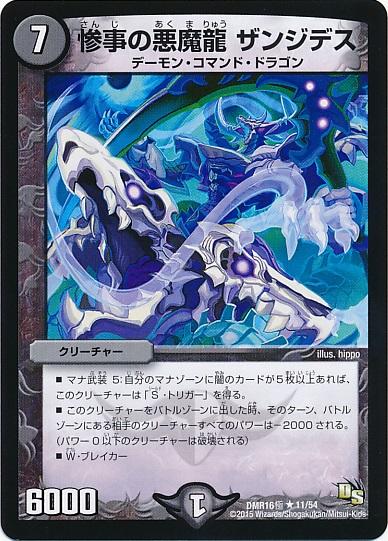 7
惨事の悪魔龍 ザンジデス
さんじ あくまりゅう
デーモン・コマンド・ドラゴン
クリーチャー
illus. hippo
■ マナ武装 5:自分のマナゾーンに闇のカードが5枚以上あれば、
このクリーチャーは「S・トリガー」を得る。
■ このクリーチャーをバトルゾーンに出した時、そのターン、バトル
ゾーンにある相手のクリーチャーすべてのパワーは-2000される。
(パワー0以下のクリーチャーは破壊される)
■ W・ブレイカー
6000
DS
DMR16極 ★ 11/54
©2015 Wizards/Shogakukan/Mitsui-Kids